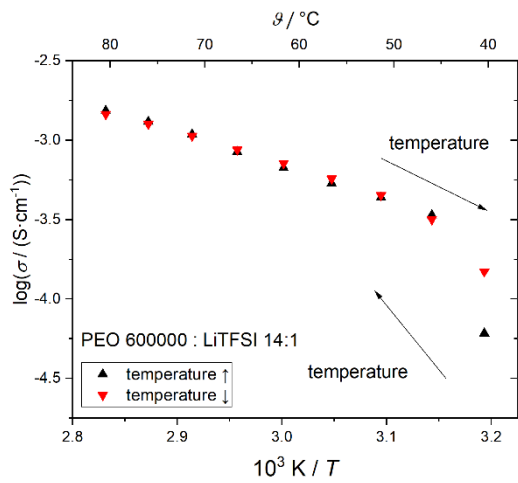 ϑ / °C
80 70 60 50 40
-2.5
-3.0
-3.5
-4.0
-4.5
log(σ / (S·cm⁻¹))
temperature
temperature
PEO 600000 : LiTFSI 14:1
temperature ↑
temperature ↓
2.8 2.9 3.0 3.1 3.2
10³ K / T